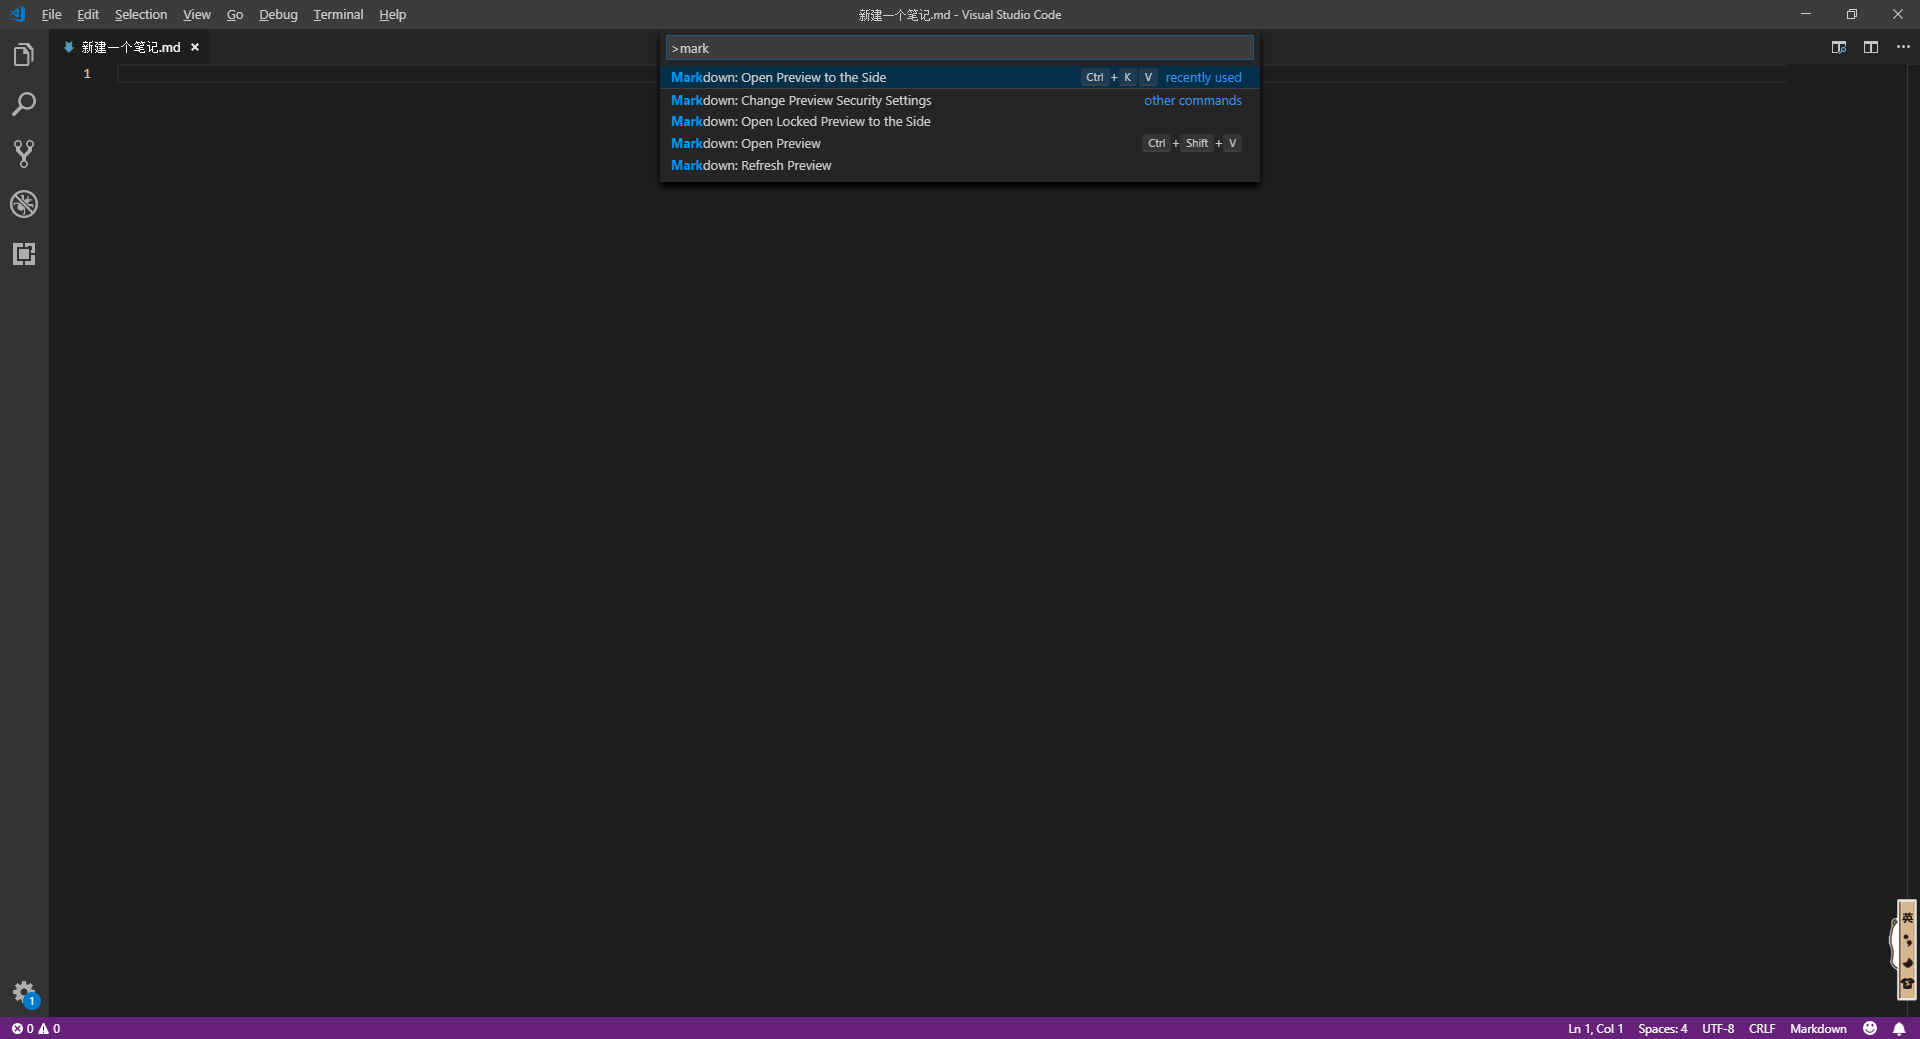 File Edit Selection View Go Debug Terminal Help
新建一个笔记.md - Visual Studio Code
新建一个笔记.md ×
>mark
1
Markdown: Open Preview to the Side Ctrl + K V recently used
Markdown: Change Preview Security Settings other commands
Markdown: Open Locked Preview to the Side
Markdown: Open Preview Ctrl + Shift + V
Markdown: Refresh Preview
英
1
0 0
Ln 1, Col 1 Spaces: 4 UTF-8 CRLF Markdown